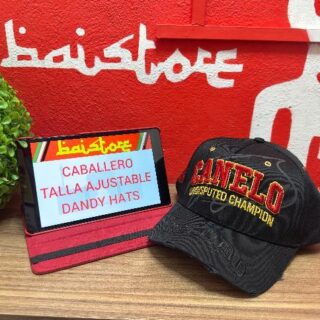 baistore
baistore
CABALLERO
TALLA AJUSTABLE
DANDY HATS
CANELO
UNDISPUTED CHAMPION